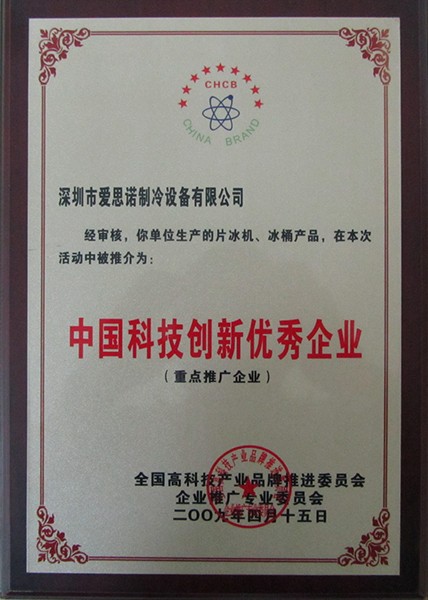 CHCB
CHINA BRAND
深圳市爱思诺制冷设备有限公司
经审核，你单位生产的片冰机、冰桶产品，在本次
活动中被推介为：
中国科技创新优秀企业
（重点推广企业）
全国高科技产业品牌推进委员会
企业推广专业委员会
二〇〇九年四月十五日